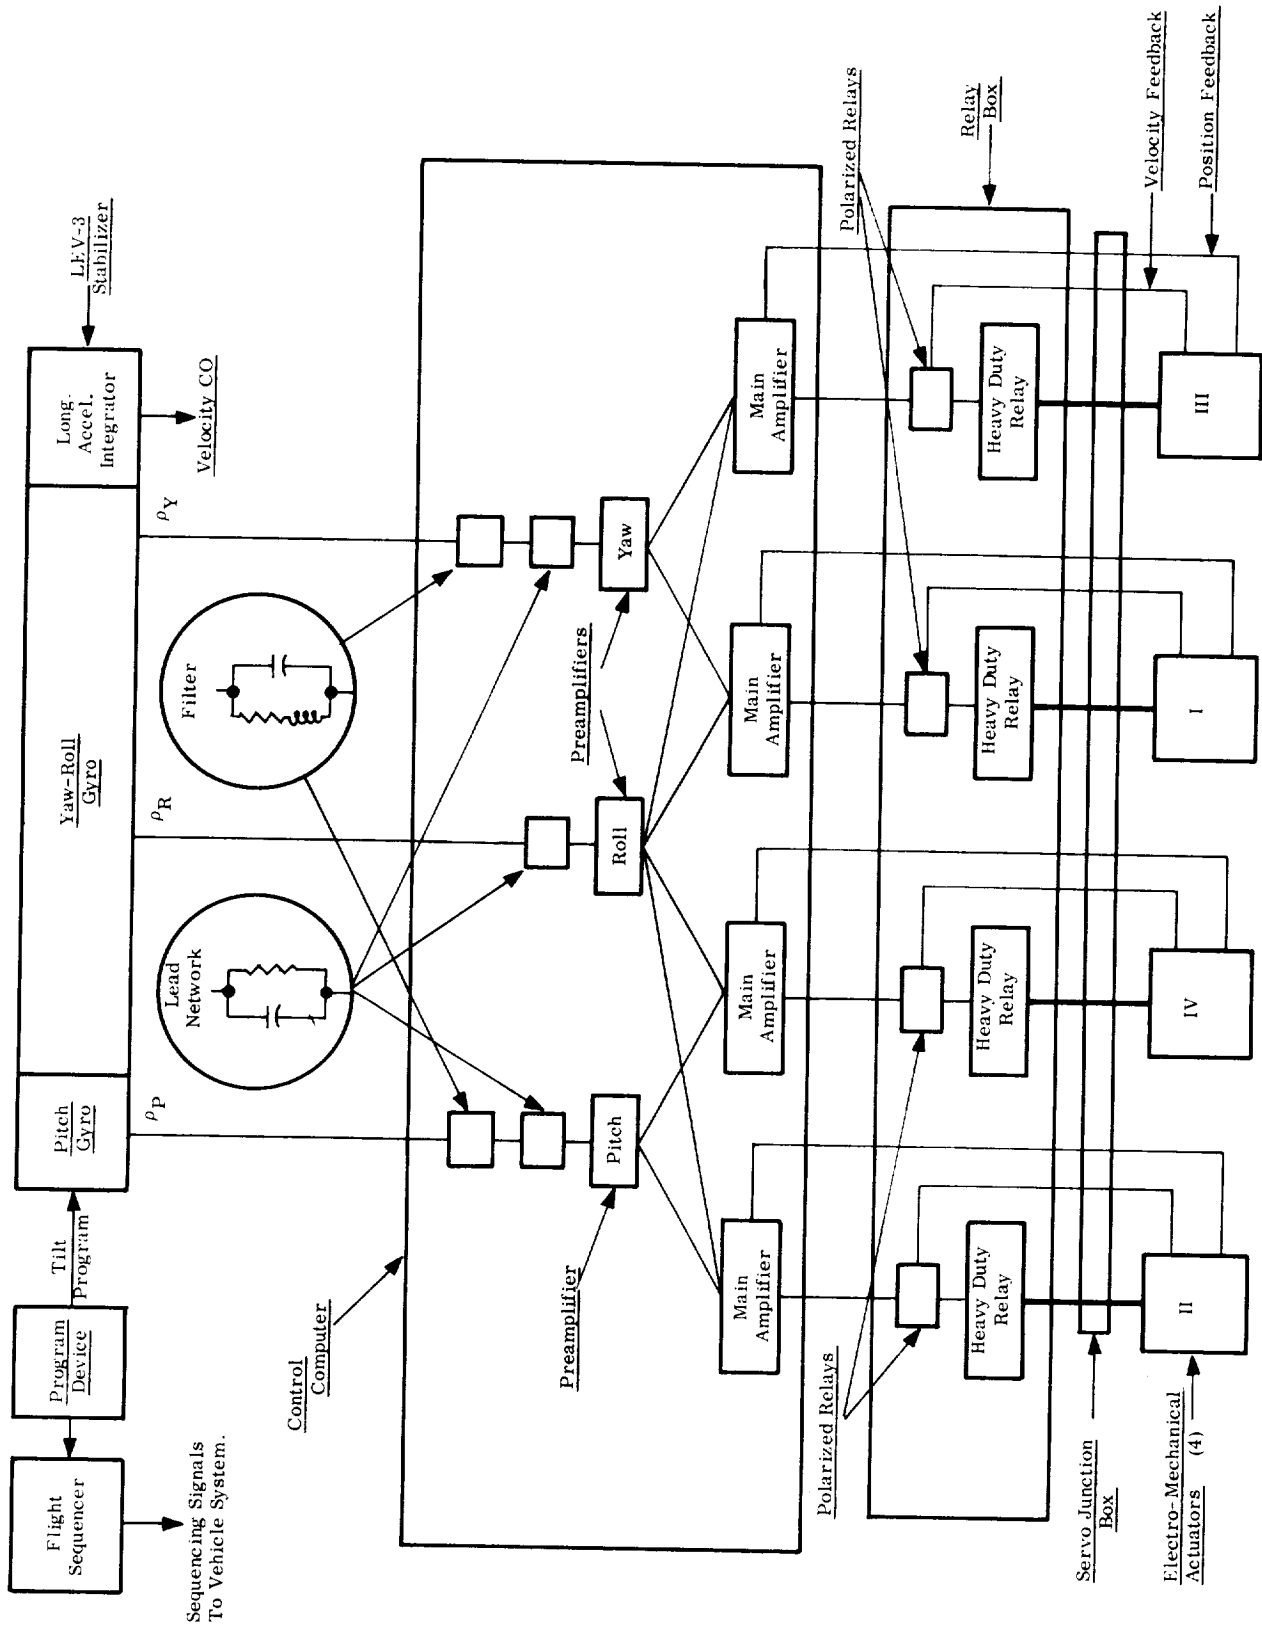 Flight
Sequencer
Sequencing Signals
To Vehicle System.
Program
Device
Tilt
Program
Pitch
Gyro
Yaw-Roll
Gyro
Long.
Accel.
Integrator
LEV-3
Stabilizer
Velocity CO
ρP
ρR
ρY
Lead
Network
Filter
Control
Computer
Preamplifier
Preamplifiers
Pitch
Roll
Yaw
Main
Amplifier
Main
Amplifier
Main
Amplifier
Main
Amplifier
Polarized Relays
Polarized Relays
Relay
Box
Heavy Duty
Relay
Heavy Duty
Relay
Heavy Duty
Relay
Heavy Duty
Relay
Velocity Feedback
Position Feedback
Servo Junction
Box
Electro-Mechanical
Actuators (4)
II
IV
I
III